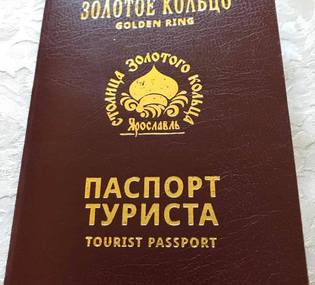 ЗОЛОТОЕ КОЛЬЦО
GOLDEN RING
СТОЛИЦА ЗОЛОТОГО КОЛЬЦА
Ярославль
ПАСПОРТ
ТУРИСТА
TOURIST PASSPORT